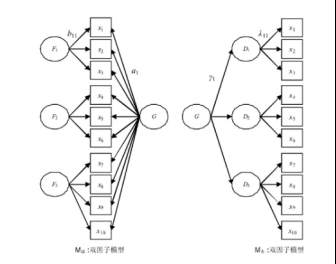 b₁₁
x₁
F₁
x₂
x₃
a₁
x₄
F₂
x₅
G
x₆
x₇
F₃
x₈
x₉
x₁₀
λ₁₁
x₁
D₁
x₂
x₃
γ₁
x₄
G
D₂
x₅
x₆
x₇
D₃
x₈
x₉
x₁₀
:双因子模型
:双因子模型